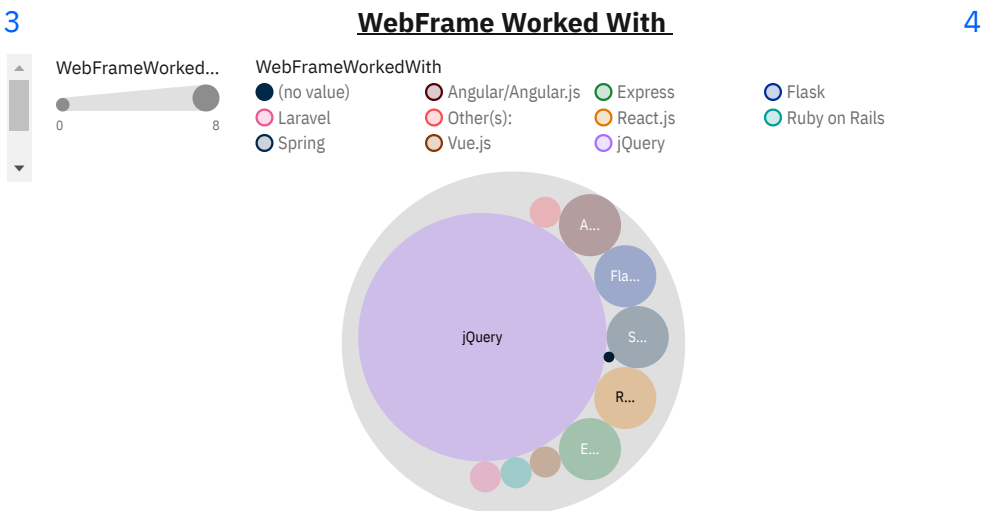 3
WebFrame Worked With
4
WebFrameWorked...
0
8
WebFrameWorkedWith
(no value)
Angular/Angular.js
Express
Flask
Laravel
Other(s):
React.js
Ruby on Rails
Spring
Vue.js
jQuery
A...
Fla...
S...
jQuery
R...
E...